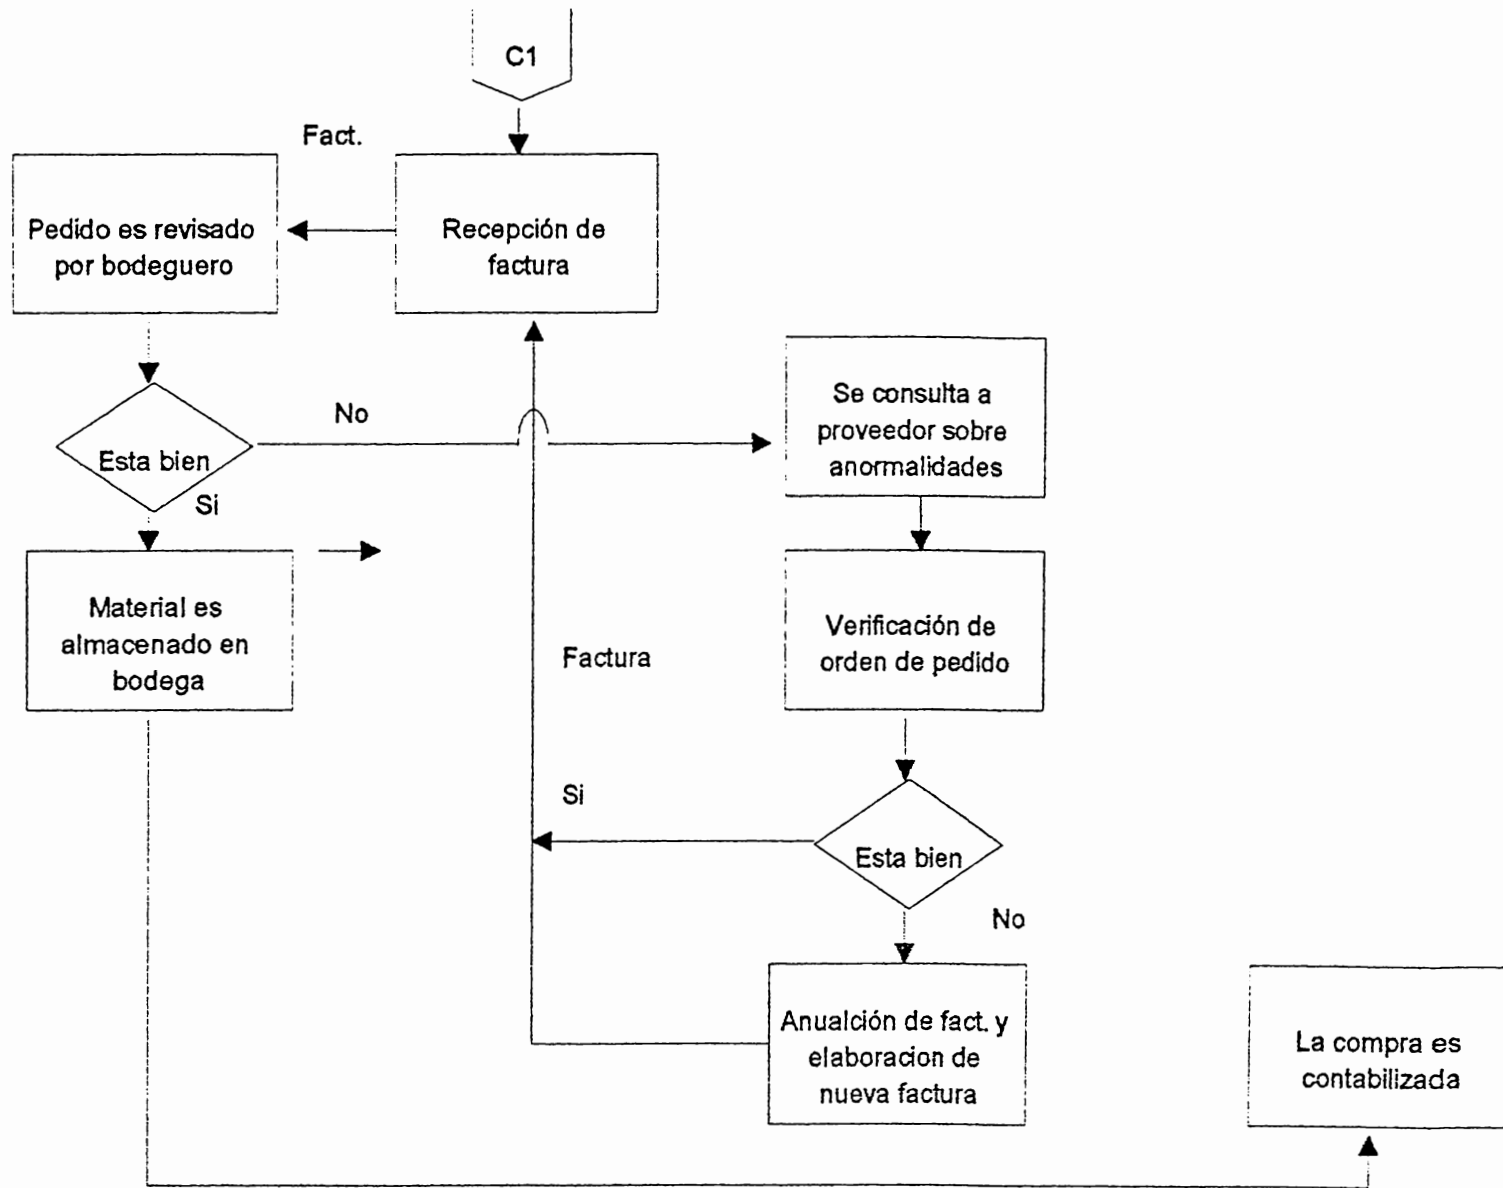 C1
Fact.
Recepción de
factura
Pedido es revisado
por bodeguero
Esta bien
No
Si
Material es
almacenado en
bodega
Se consulta a
proveedor sobre
anormalidades
Verificación de
orden de pedido
Factura
Si
Esta bien
No
Anualción de fact. y
elaboracion de
nueva factura
La compra es
contabilizada